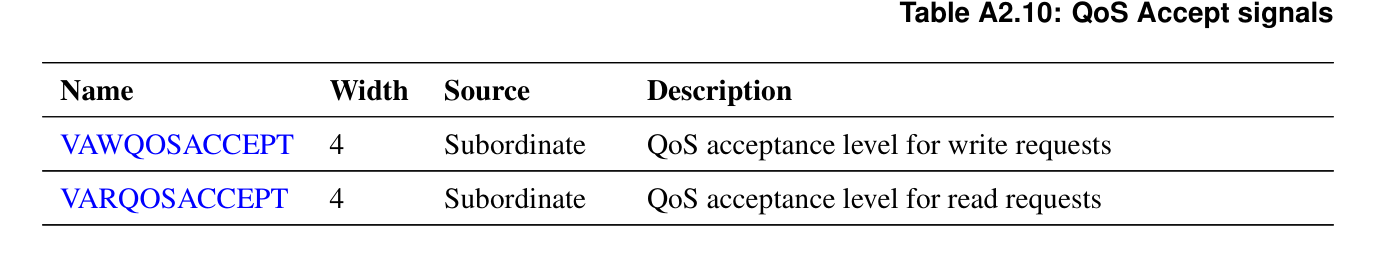 Table A2.10: QoS Accept signals
Name Width Source Description
VAWQOSACCEPT 4 Subordinate QoS acceptance level for write requests
VARQOSACCEPT 4 Subordinate QoS acceptance level for read requests